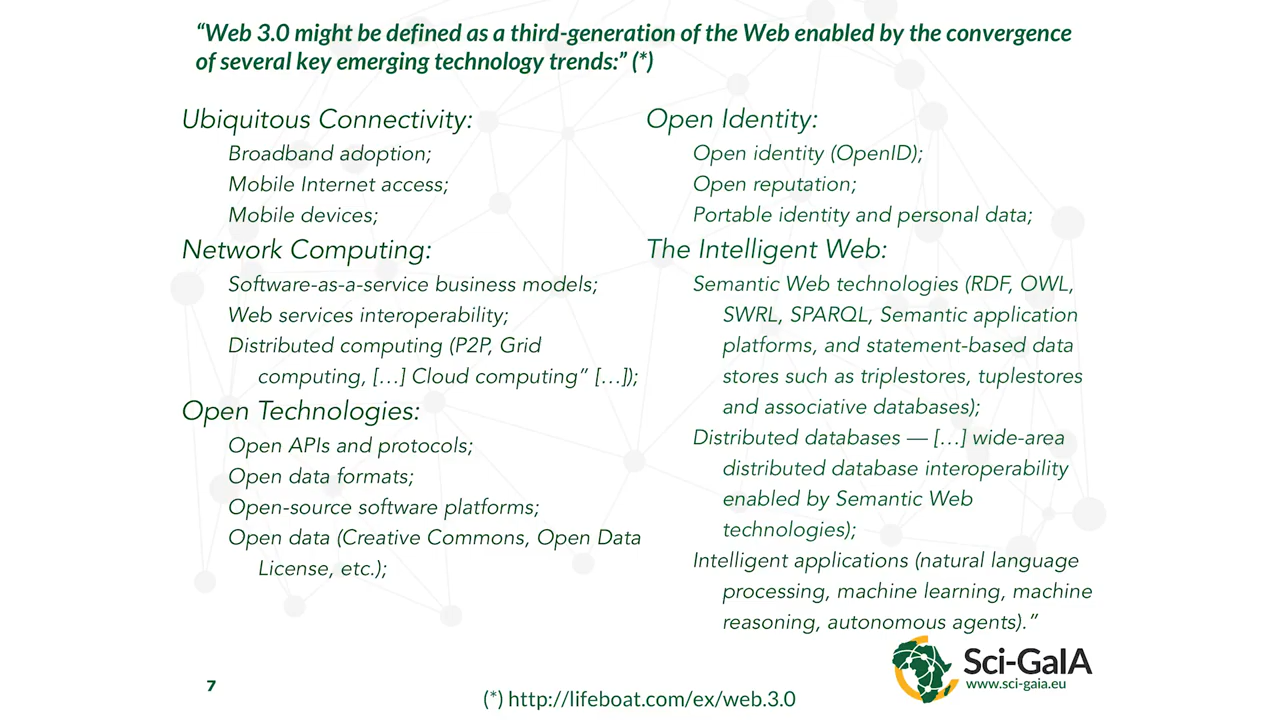 “Web 3.0 might be defined as a third-generation of the Web enabled by the convergence
of several key emerging technology trends:” (*)
Ubiquitous Connectivity:
Broadband adoption;
Mobile Internet access;
Mobile devices;
Network Computing:
Software-as-a-service business models;
Web services interoperability;
Distributed computing (P2P, Grid
computing, […] Cloud computing” […]);
Open Technologies:
Open APIs and protocols;
Open data formats;
Open-source software platforms;
Open data (Creative Commons, Open Data
License, etc.);
Open Identity:
Open identity (OpenID);
Open reputation;
Portable identity and personal data;
The Intelligent Web:
Semantic Web technologies (RDF, OWL,
SWRL, SPARQL, Semantic application
platforms, and statement-based data
stores such as triplestores, tuplestores
and associative databases);
Distributed databases — […] wide-area
distributed database interoperability
enabled by Semantic Web
technologies);
Intelligent applications (natural language
processing, machine learning, machine
reasoning, autonomous agents).”
Sci-GaIA
www.sci-gaia.eu
7
(*) http://lifeboat.com/ex/web.3.0